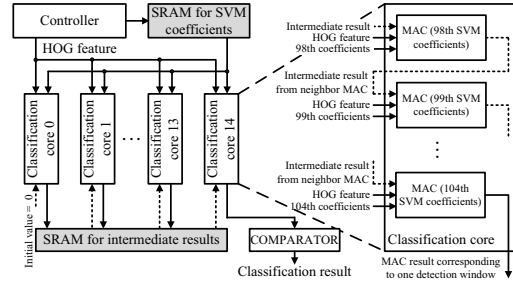 Controller
SRAM for SVM
coefficients
HOG feature
Classification
core 0
Classification
core 1
...
Classification
core 13
Classification
core 14
Initial value = 0
SRAM for intermediate results
COMPARATOR
Classification result
Intermediate result
HOG feature
98th coefficients
MAC (98th SVM
coefficients)
Intermediate result
from neighbor MAC
HOG feature
99th coefficients
MAC (99th SVM
coefficients)
...
Intermediate result
from neighbor MAC
HOG feature
104th coefficients
MAC (104th
SVM coefficients)
Classification core
MAC result corresponding
to one detection window